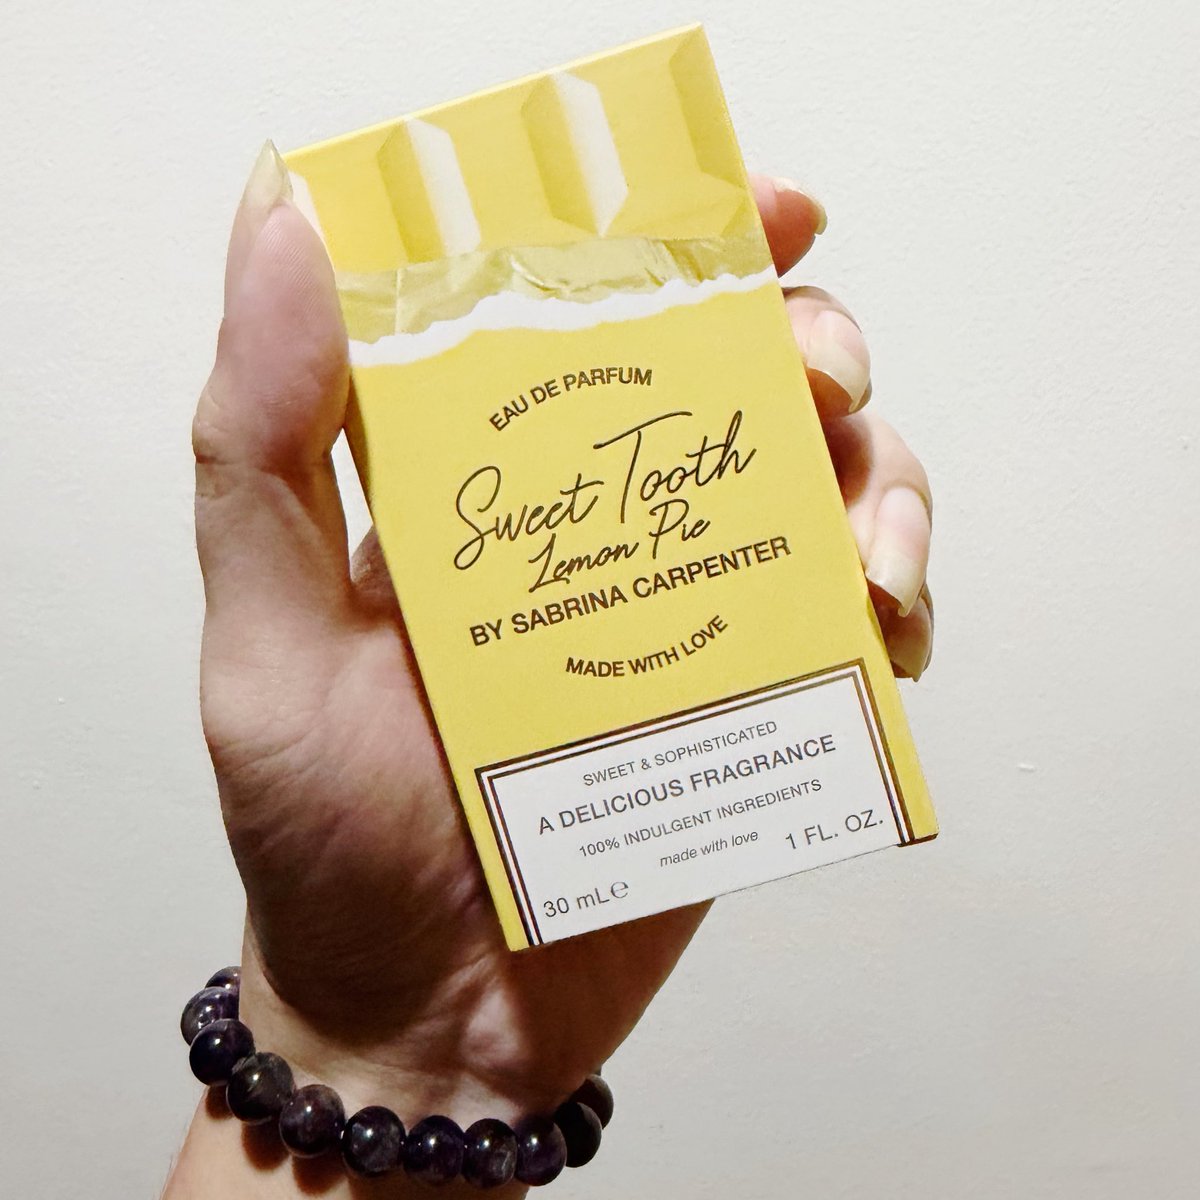 EAU DE PARFUM
Sweet Tooth
Lemon Pie
BY SABRINA CARPENTER
MADE WITH LOVE
SWEET & SOPHISTICATED
A DELICIOUS FRAGRANCE
100% INDULGENT INGREDIENTS
made with love
30 mL℮ 1 FL. OZ.